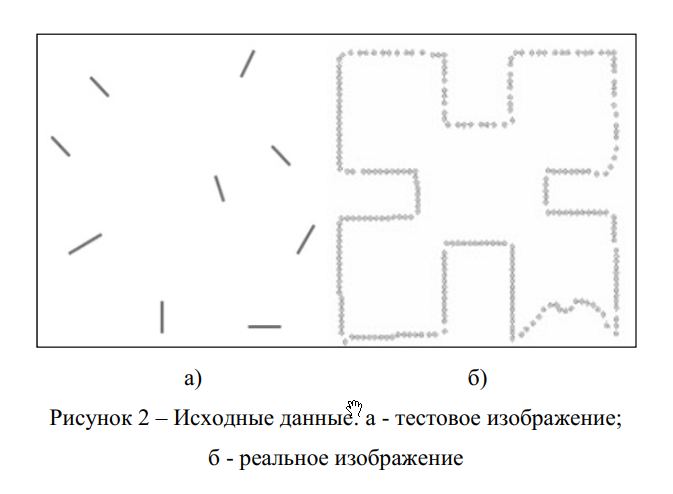 а)
б)
Рисунок 2 – Исходные данные: а - тестовое изображение;
б - реальное изображение